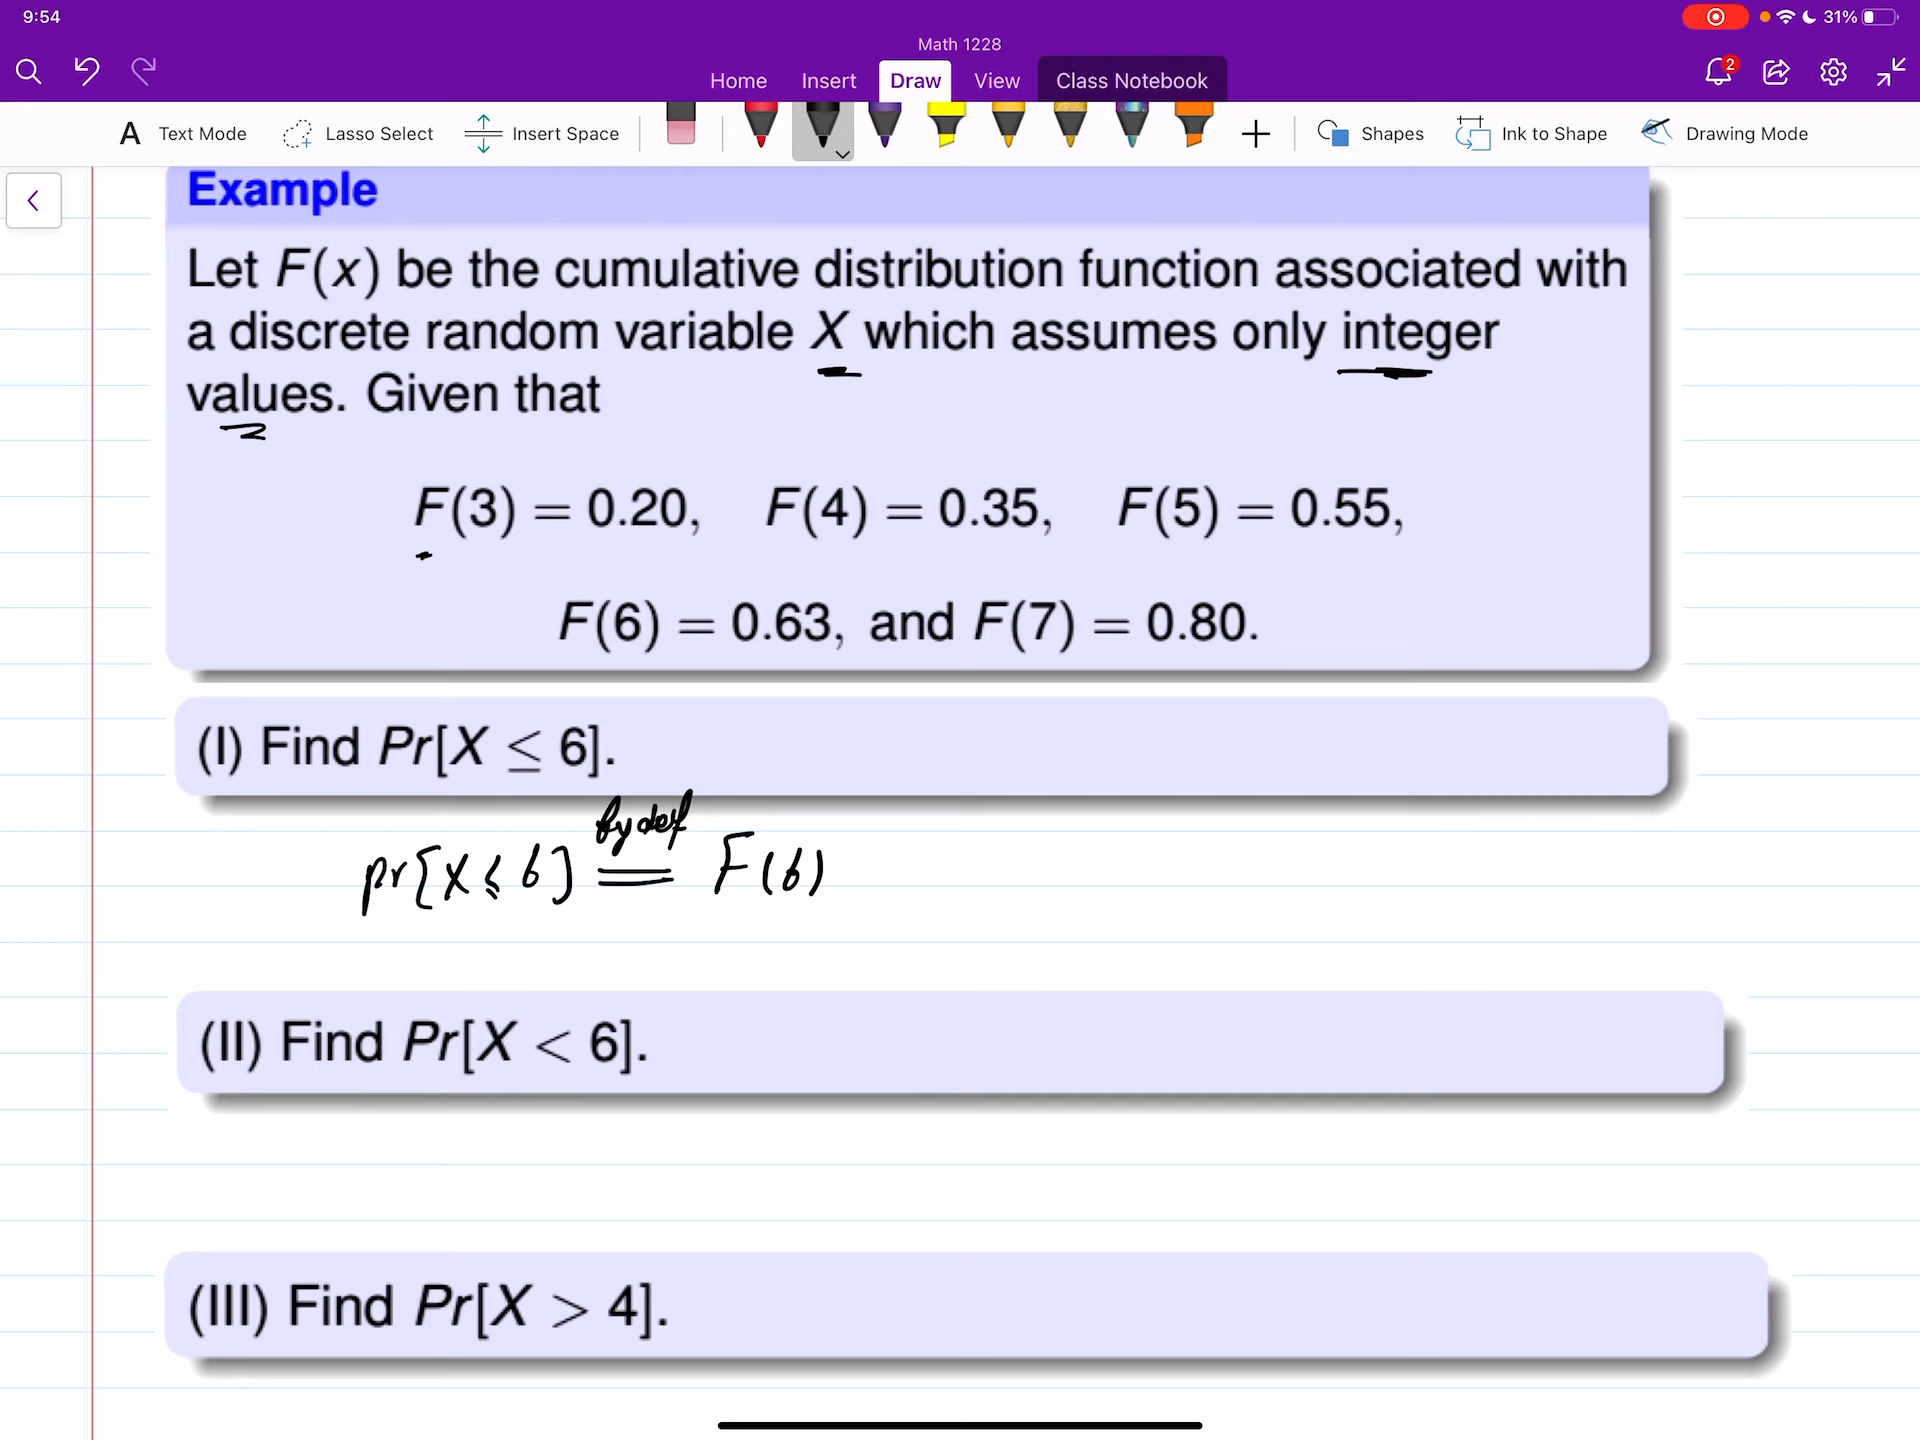 9:54
31%
Math 1228
Home Insert Draw View Class Notebook
2
A Text Mode Lasso Select Insert Space Shapes Ink to Shape Drawing Mode
Example
Let F(x) be the cumulative distribution function associated with
a discrete random variable X which assumes only integer
values. Given that
F(3) = 0.20, F(4) = 0.35, F(5) = 0.55,
F(6) = 0.63, and F(7) = 0.80.
(I) Find Pr[X ≤ 6].
by def
pr[X ≤ 6] = F(6)
(II) Find Pr[X < 6].
(III) Find Pr[X > 4].